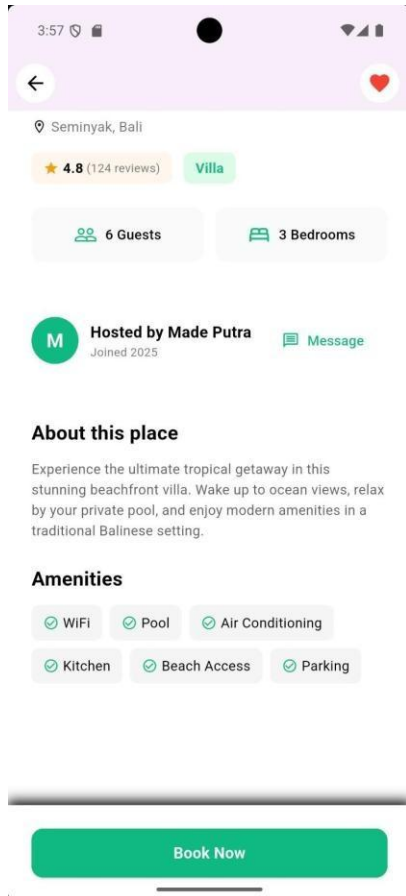 3:57
Seminyak, Bali
4.8 (124 reviews) Villa
6 Guests 3 Bedrooms
M Hosted by Made Putra Message
Joined 2025
About this place
Experience the ultimate tropical getaway in this
stunning beachfront villa. Wake up to ocean views, relax
by your private pool, and enjoy modern amenities in a
traditional Balinese setting.
Amenities
WiFi Pool Air Conditioning
Kitchen Beach Access Parking
Book Now